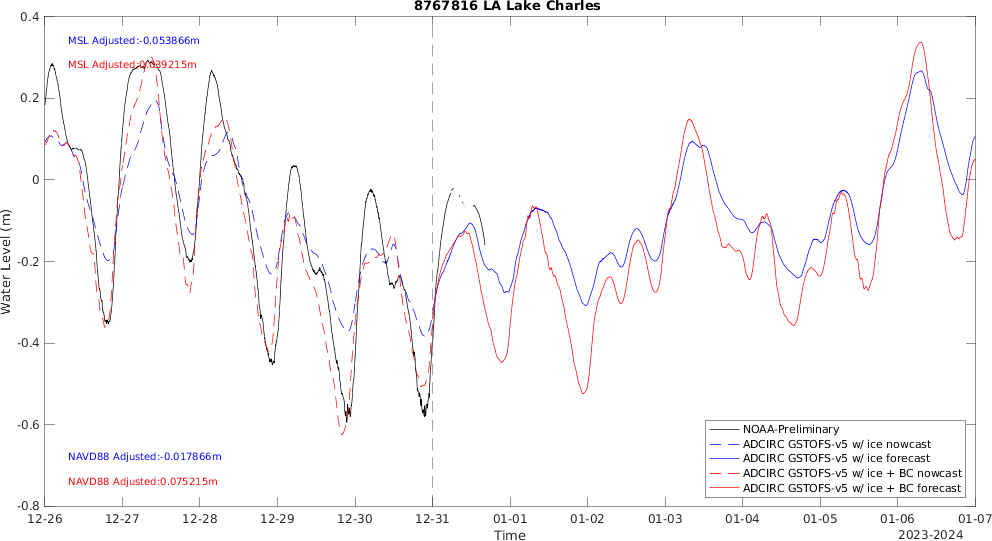 8767816 LA Lake Charles
0.4
MSL Adjusted:-0.053866m
MSL Adjusted:0.039215m
0.2
0
-0.2
-0.4
-0.6
-0.8
Water Level (m)
NAVD88 Adjusted:-0.017866m
NAVD88 Adjusted:0.075215m
NOAA-Preliminary
ADCIRC GSTOFS-v5 w/ ice nowcast
ADCIRC GSTOFS-v5 w/ ice forecast
ADCIRC GSTOFS-v5 w/ ice + BC nowcast
ADCIRC GSTOFS-v5 w/ ice + BC forecast
12-26 12-27 12-28 12-29 12-30 12-31 01-01 01-02 01-03 01-04 01-05 01-06 01-07
Time
2023-2024